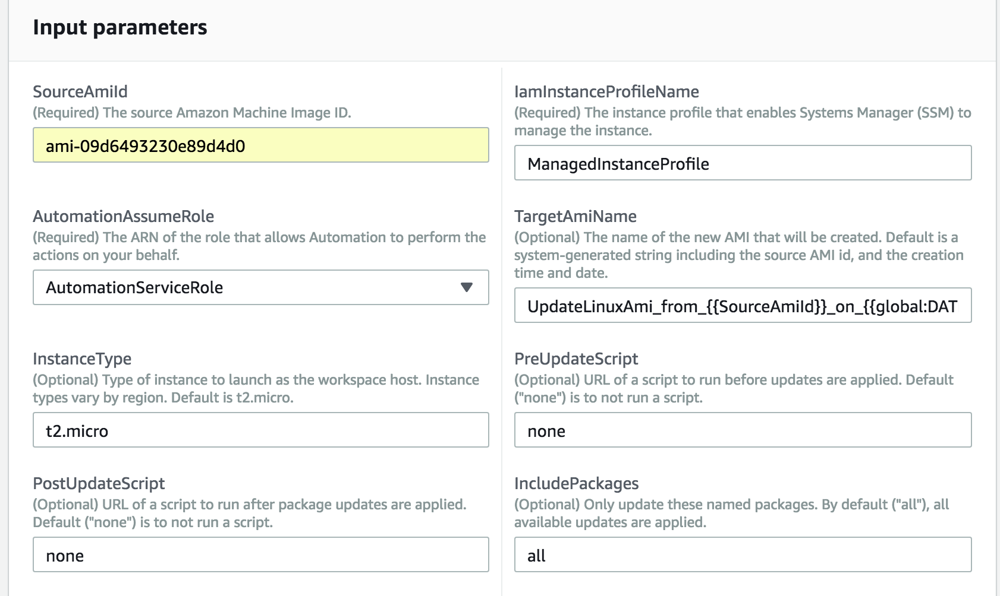 Input parameters
SourceAmiId
(Required) The source Amazon Machine Image ID.
ami-09d6493230e89d4d0
IamInstanceProfileName
(Required) The instance profile that enables Systems Manager (SSM) to
manage the instance.
ManagedInstanceProfile
AutomationAssumeRole
(Required) The ARN of the role that allows Automation to perform the
actions on your behalf.
AutomationServiceRole
TargetAmiName
(Optional) The name of the new AMI that will be created. Default is a
system-generated string including the source AMI id, and the creation
time and date.
UpdateLinuxAmi_from_{{SourceAmiId}}_on_{{global:DAT
InstanceType
(Optional) Type of instance to launch as the workspace host. Instance
types vary by region. Default is t2.micro.
t2.micro
PreUpdateScript
(Optional) URL of a script to run before updates are applied. Default
("none") is to not run a script.
none
PostUpdateScript
(Optional) URL of a script to run after package updates are applied.
Default ("none") is to not run a script.
none
IncludePackages
(Optional) Only update these named packages. By default ("all"), all
available updates are applied.
all